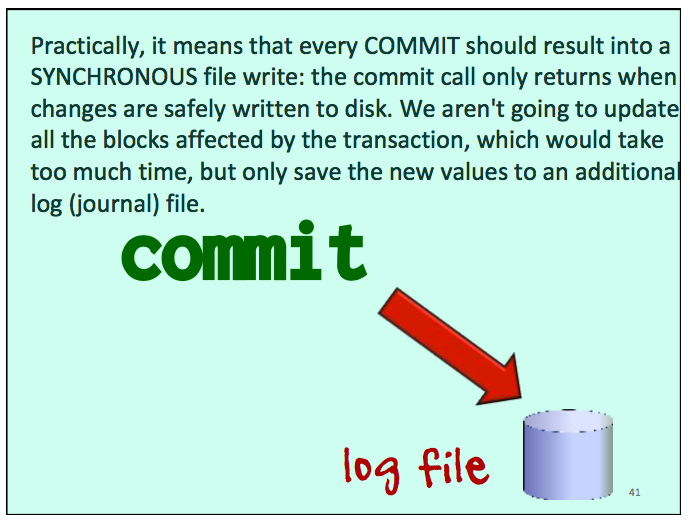 Practically, it means that every COMMIT should result into a
SYNCHRONOUS file write: the commit call only returns when
changes are safely written to disk. We aren't going to update
all the blocks affected by the transaction, which would take
too much time, but only save the new values to an additional
log (journal) file.
commit
log file
41